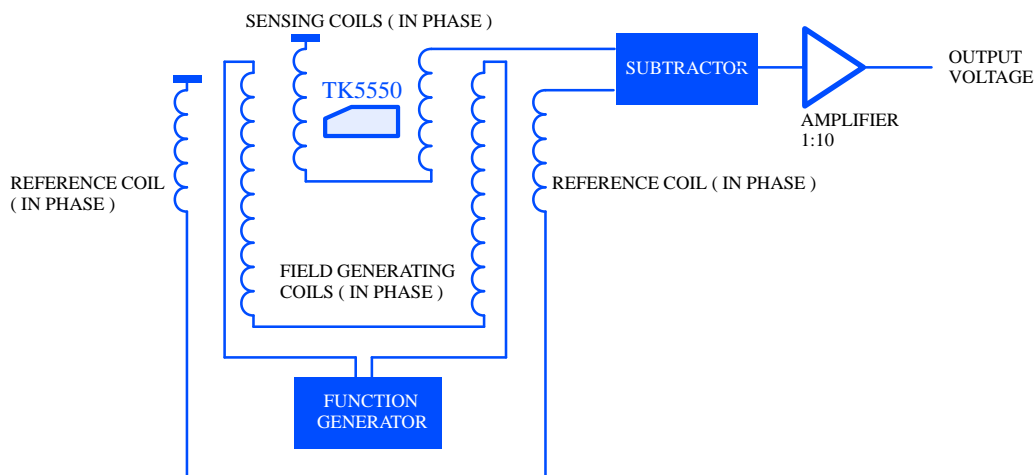 SENSING COILS ( IN PHASE )
SUBTRACTOR
OUTPUT
VOLTAGE
TK5550
AMPLIFIER
1:10
REFERENCE COIL
( IN PHASE )
REFERENCE COIL ( IN PHASE )
FIELD GENERATING
COILS ( IN PHASE )
FUNCTION
GENERATOR